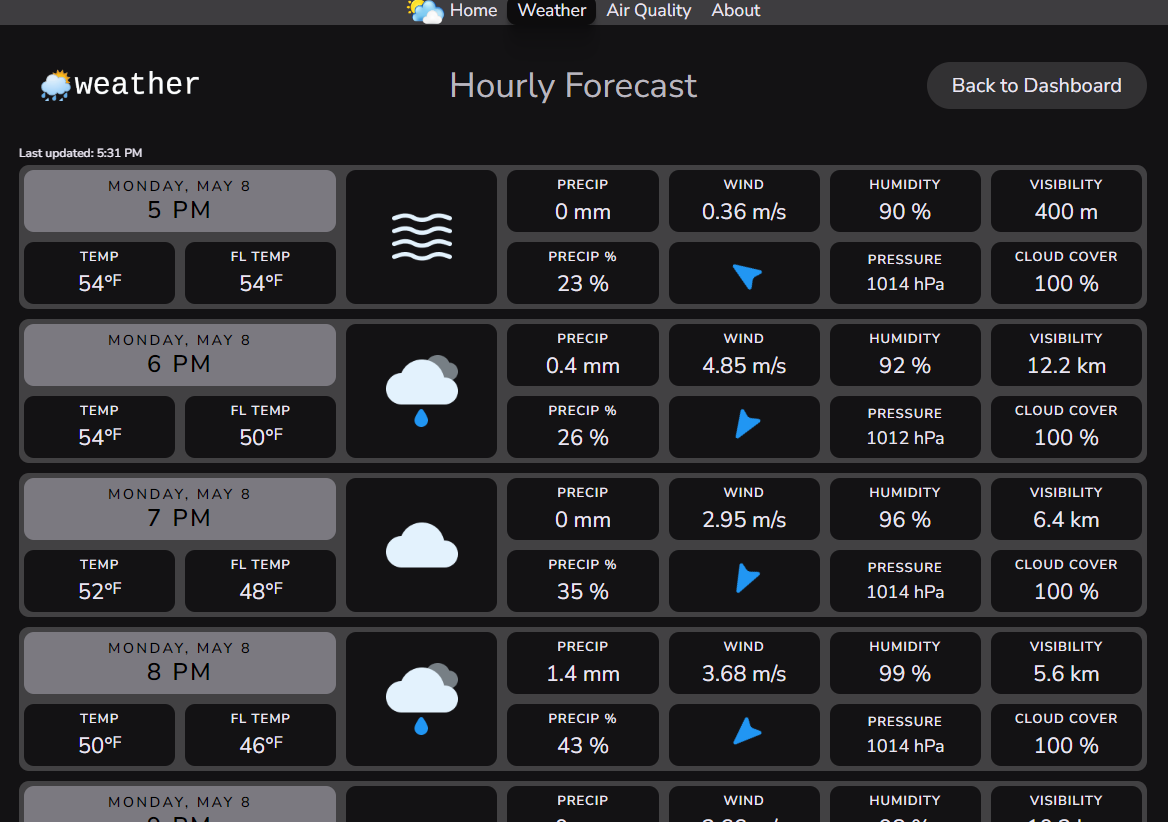 Home Weather Air Quality About
weather
Hourly Forecast
Back to Dashboard
Last updated: 5:31 PM
MONDAY, MAY 8
5 PM
TEMP
54°F
FL TEMP
54°F
PRECIP
0 mm
PRECIP %
23 %
WIND
0.36 m/s
HUMIDITY
90 %
PRESSURE
1014 hPa
VISIBILITY
400 m
CLOUD COVER
100 %
MONDAY, MAY 8
6 PM
TEMP
54°F
FL TEMP
50°F
PRECIP
0.4 mm
PRECIP %
26 %
WIND
4.85 m/s
HUMIDITY
92 %
PRESSURE
1012 hPa
VISIBILITY
12.2 km
CLOUD COVER
100 %
MONDAY, MAY 8
7 PM
TEMP
52°F
FL TEMP
48°F
PRECIP
0 mm
PRECIP %
35 %
WIND
2.95 m/s
HUMIDITY
96 %
PRESSURE
1014 hPa
VISIBILITY
6.4 km
CLOUD COVER
100 %
MONDAY, MAY 8
8 PM
TEMP
50°F
FL TEMP
46°F
PRECIP
1.4 mm
PRECIP %
43 %
WIND
3.68 m/s
HUMIDITY
99 %
PRESSURE
1014 hPa
VISIBILITY
5.6 km
CLOUD COVER
100 %
MONDAY, MAY 8
PRECIP
WIND
HUMIDITY
VISIBILITY